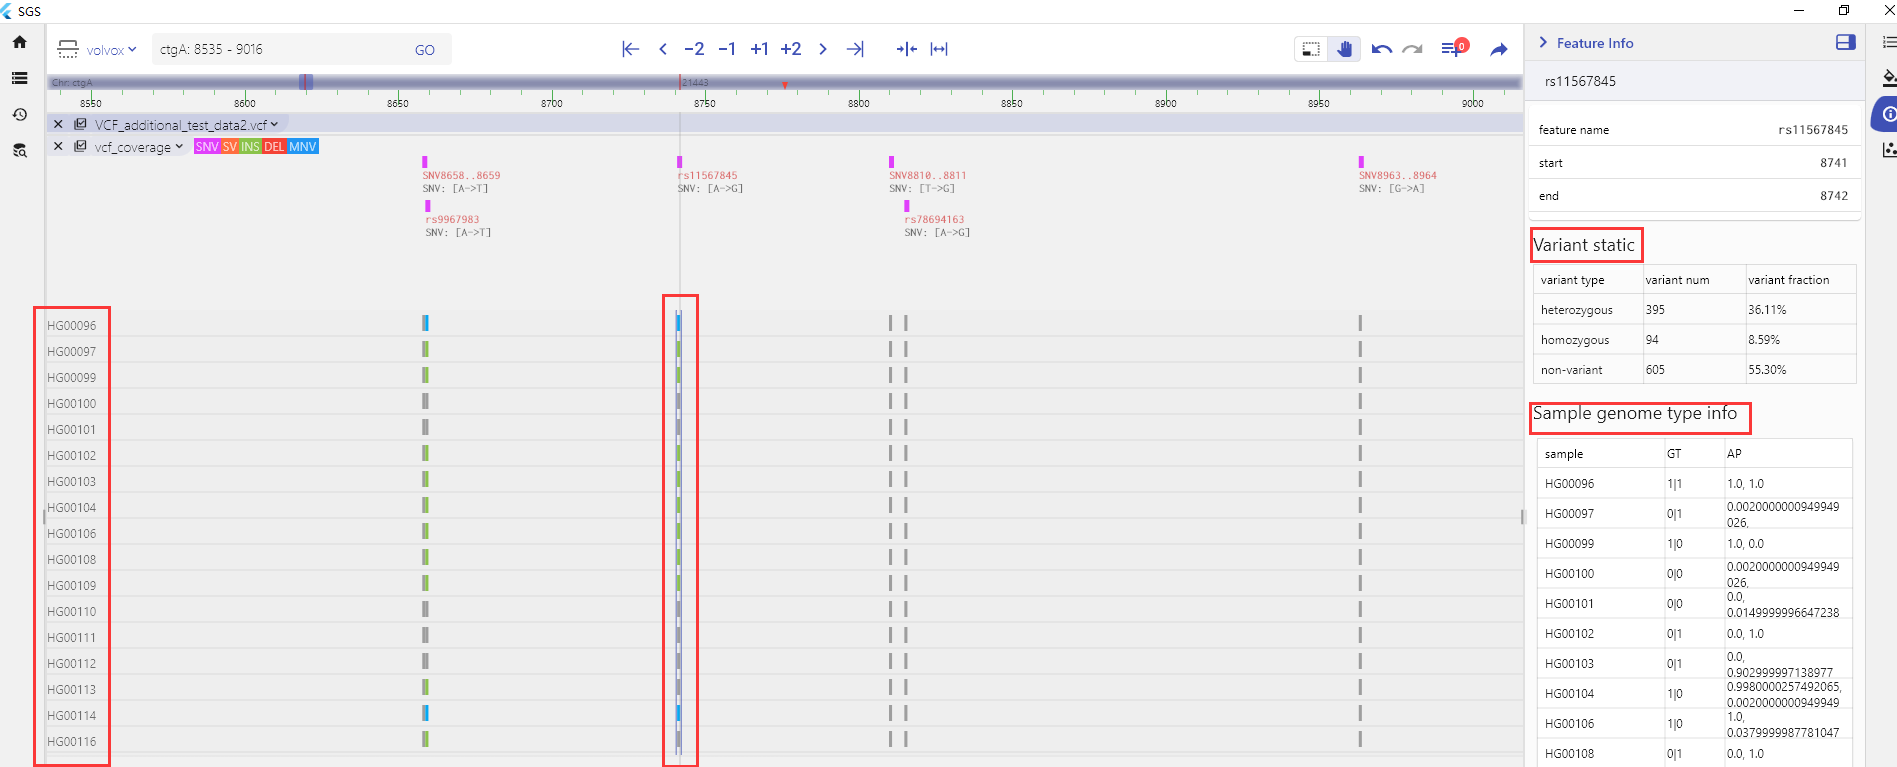 SGS
volvox
ctgA: 8535 - 9016
GO
-2 -1 +1 +2
0
Chr: ctgA
21443
8550 8600 8650 8700 8750 8800 8850 8900 8950 9000
VCF_additional_test_data2.vcf
vcf_coverage SNV SV INS DEL MNV
SNV8658..8659 rs11567845 SNV8810..8811 SNV8963..8964
SNV: [A->T] SNV: [A->G] SNV: [T->G] SNV: [G->A]
rs9967983 rs78694163
SNV: [A->T] SNV: [A->G]
HG00096
HG00097
HG00099
HG00100
HG00101
HG00102
HG00103
HG00104
HG00106
HG00108
HG00109
HG00110
HG00111
HG00112
HG00113
HG00114
HG00116
Feature Info
rs11567845
feature name rs11567845
start 8741
end 8742
Variant static
variant type variant num variant fraction
heterozygous 395 36.11%
homozygous 94 8.59%
non-variant 605 55.30%
Sample genome type info
sample GT AP
HG00096 1|1 1.0, 1.0
HG00097 0|1 0.0020000000949949
026,
HG00099 1|0 1.0, 0.0
HG00100 0|0 0.0020000000949949
026,
HG00101 0|0 0.0,
0.0149999996647238
HG00102 0|1 0.0, 1.0
HG00103 0|1 0.0,
0.902999997138977
HG00104 1|0 0.9980000257492065,
0.0020000000949949
HG00106 1|0 1.0,
0.0379999987781047
HG00108 0|1 0.0, 1.0